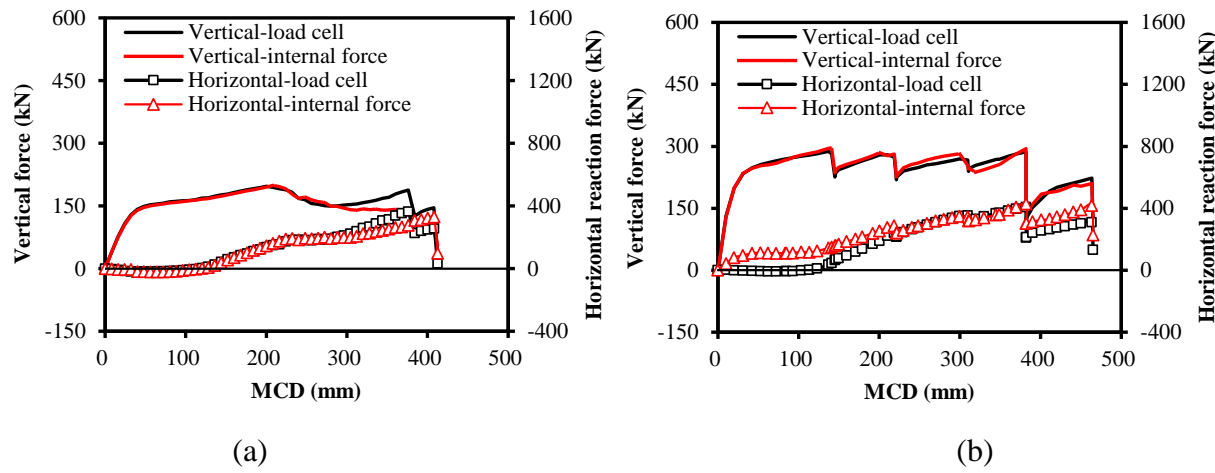 600
450
300
150
0
-150
Vertical force (kN)
Vertical-load cell
Vertical-internal force
Horizontal-load cell
Horizontal-internal force
1600
1200
800
400
0
-400
Horizontal reaction force (kN)
0 100 200 300 400 500
MCD (mm)
(a)
600
450
300
150
0
-150
Vertical force (kN)
Vertical-load cell
Vertical-internal force
Horizontal-load cell
Horizontal-internal force
1600
1200
800
400
0
-400
Horizontal reaction force (kN)
0 100 200 300 400 500
MCD (mm)
(b)